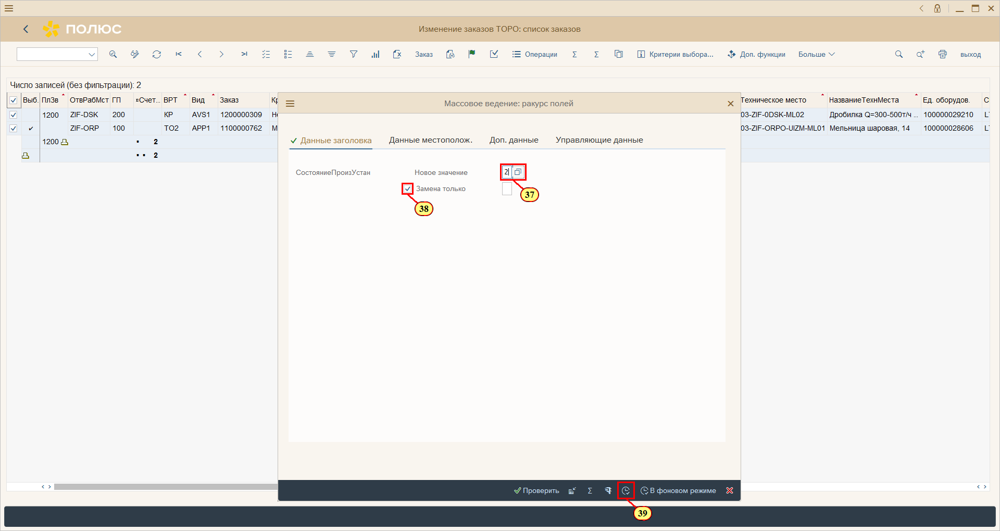 ПОЛЮС
Изменение заказов ТОРО: список заказов
Заказ
Операции
Σ
Σ
Критерии выбора...
Доп. функции
Больше
выход
Число записей (без фильтрации): 2
Выб. ПлЗв ОтвРабМст ГП Счет... ВРТ Вид Заказ Кр Техническое место НазваниеТехнМеста Ед. оборудов. С
1200 ZIF-DSK 200 КР AVS1 1200000309 Не 03-ZIF-0DSK-ML02 Дробилка Q=300-500т/ч ... 100000029210 L1
ZIF-ORP 100 ТО2 APP1 1100000762 М 03-ZIF-ORPO-UIZM-ML01 Мельница шаровая, 14 100000028606 L1
1200 ▪ 2
▪ ▪ 2
Массовое ведение: ракурс полей
Данные заголовка Данные местополож. Доп. данные Управляющие данные
СостояниеПроизУстан Новое значение 2
Замена только
37
38
Проверить Σ В фоновом режиме
39